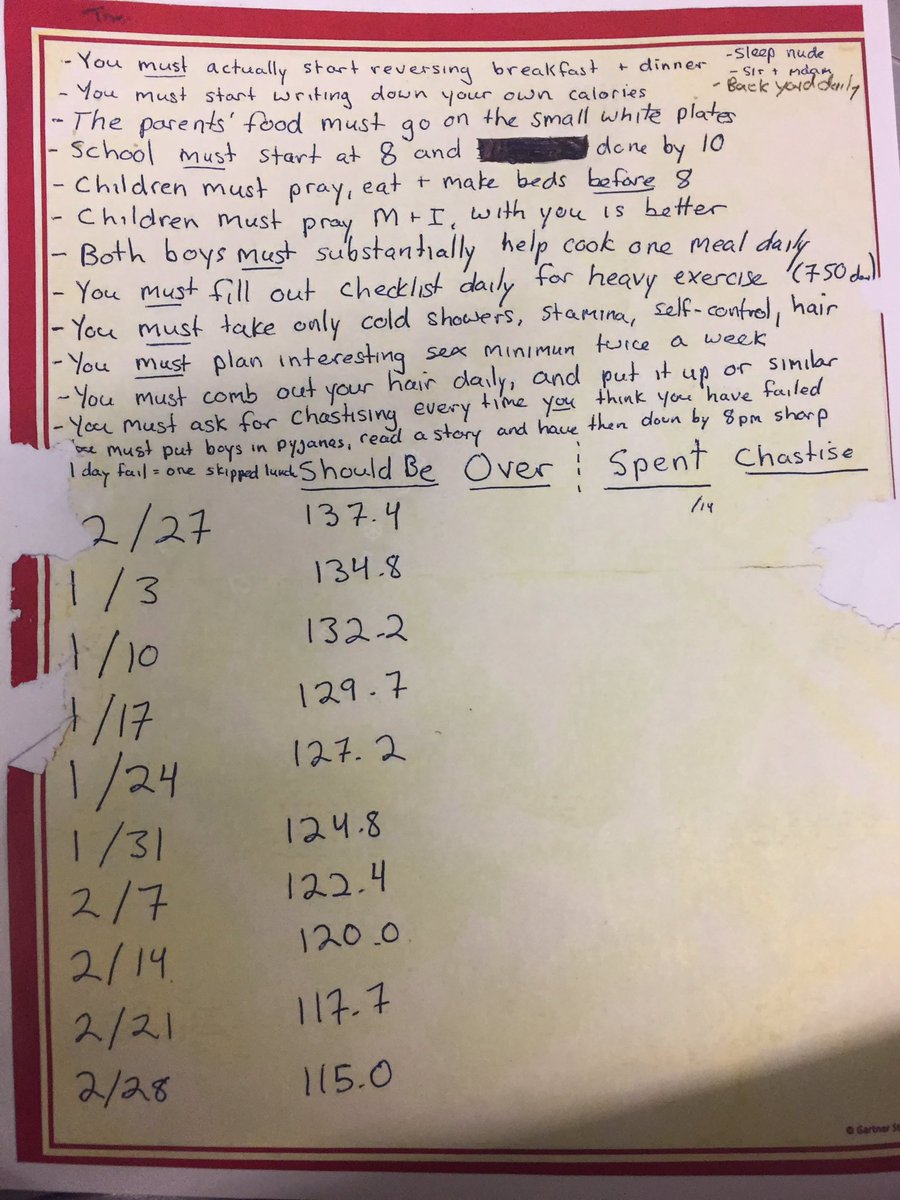 - You must actually start reversing breakfast + dinner
- Sleep nude
- Sir + Mdam
- You must start writing down your own calories
- Back yard daily
- The parents' food must go on the small white plates
- School must start at 8 and done by 10
- Children must pray, eat + make beds before 8
- Children must pray M + I, with you is better
- Both boys must substantially help cook one meal daily
- You must fill out checklist daily for heavy exercise (750
- You must take only cold showers, stamina, self-control, hair
- You must plan interesting sex minimun twice a week
- You must comb out your hair daily, and put it up or similar
- You must ask for chastising every time you think you have failed
must put boys in pyjanas, read a story and have then down by 8pm sharp
1 day fail = one skipped lunch Should Be Over Spent Chastise
/14
2/27 137.4
1/3 134.8
1/10 132.2
1/17 129.7
1/24 127.2
1/31 124.8
2/7 122.4
2/14 120.0
2/21 117.7
2/28 115.0
© Gartner